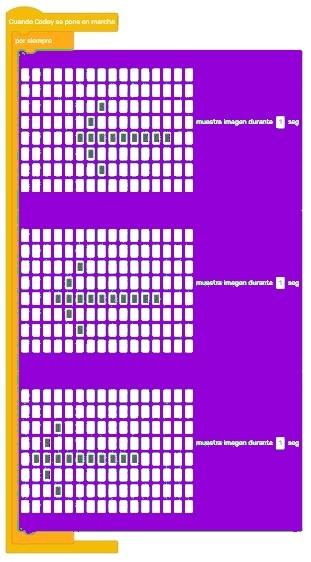 Cuando Codey se pone en marcha
por siempre
muestra imagen durante 1 seg
muestra imagen durante 1 seg
muestra imagen durante 1 seg